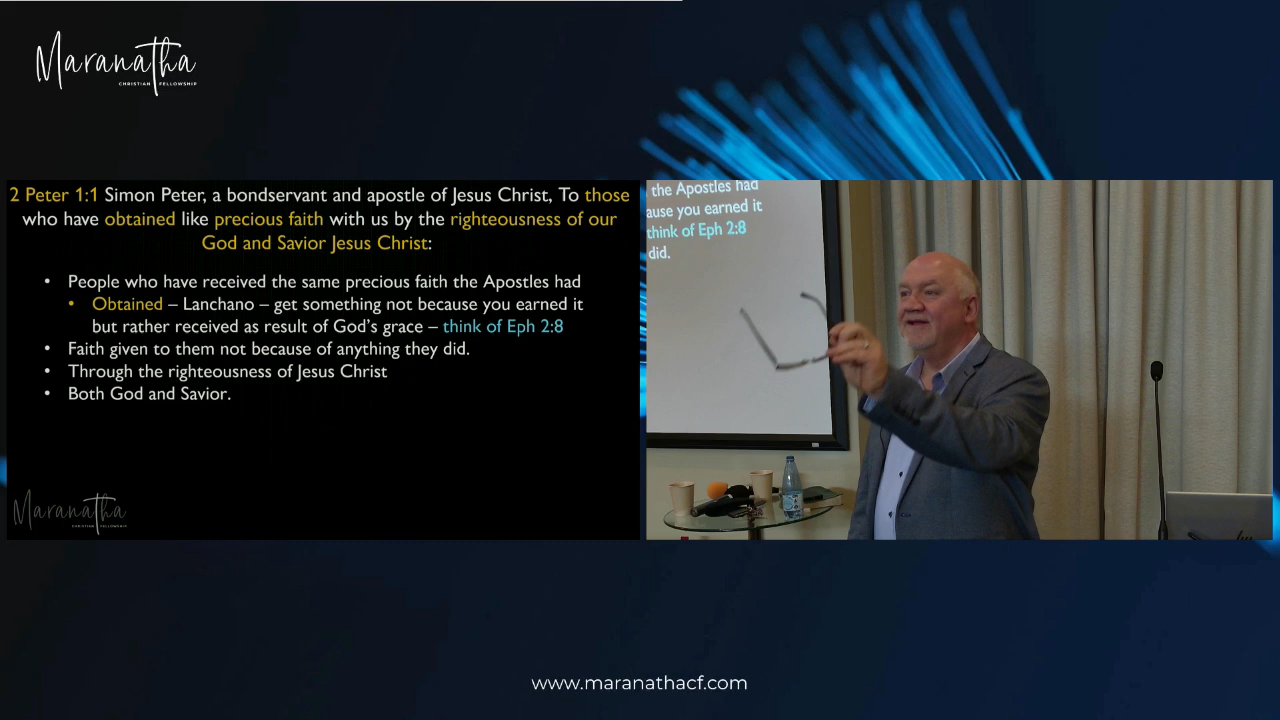 Maranatha
CHRISTIAN FELLOWSHIP
2 Peter 1:1 Simon Peter, a bondservant and apostle of Jesus Christ, To those
who have obtained like precious faith with us by the righteousness of our
God and Savior Jesus Christ:
• People who have received the same precious faith the Apostles had
• Obtained – Lanchano – get something not because you earned it
but rather received as result of God's grace – think of Eph 2:8
• Faith given to them not because of anything they did.
• Through the righteousness of Jesus Christ
• Both God and Savior.
Maranatha
CHRISTIAN FELLOWSHIP
the Apostles had
ause you earned it
think of Eph 2:8
did.
hp
www.maranathacf.com